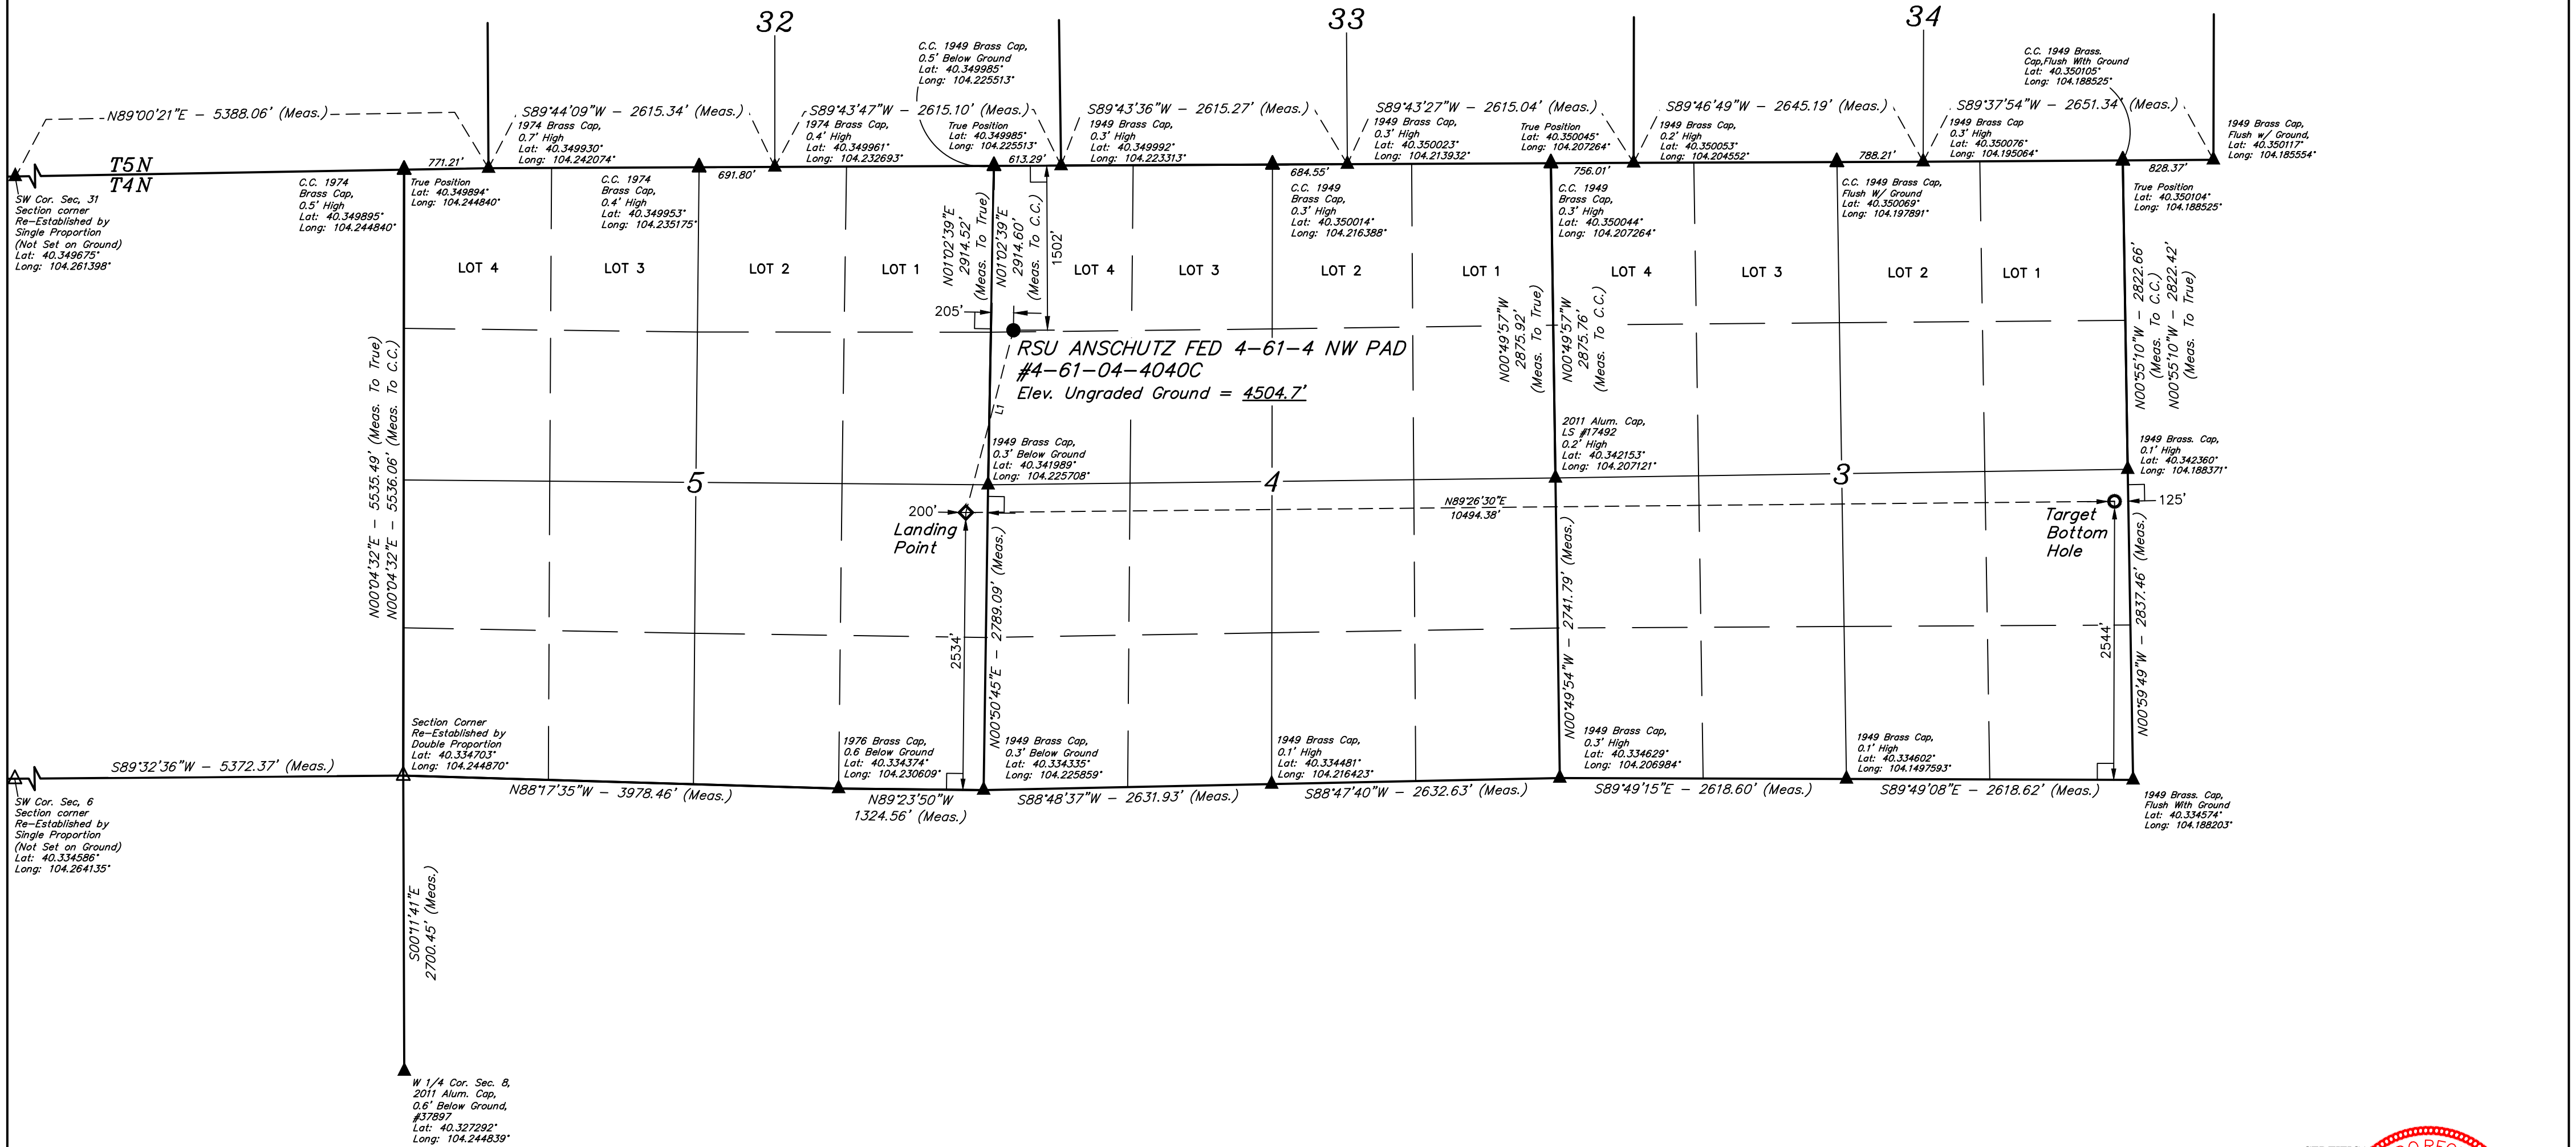 32
33
34
C.C. 1949 Brass Cap,
0.5' Below Ground
Lat: 40.349985°
Long: 104.225513°
C.C. 1949 Brass.
Cap,Flush With Ground
Lat: 40.350105°
Long: 104.188525°
N89°00'21"E - 5388.06' (Meas.)
S89°44'09"W - 2615.34' (Meas.)
S89°43'47"W - 2615.10' (Meas.)
S89°43'36"W - 2615.27' (Meas.)
S89°43'27"W - 2615.04' (Meas.)
S89°46'49"W - 2645.19' (Meas.)
S89°37'54"W - 2651.34' (Meas.)
1974 Brass Cap,
0.7' High
Lat: 40.349930°
Long: 104.242074°
1974 Brass Cap,
0.4' High
Lat: 40.349961°
Long: 104.232693°
True Position
Lat: 40.349985°
Long: 104.225513°
1949 Brass Cap,
0.3' High
Lat: 40.349992°
Long: 104.223313°
1949 Brass Cap,
0.3' High
Lat: 40.350023°
Long: 104.213932°
True Position
Lat: 40.350045°
Long: 104.207264°
1949 Brass Cap,
0.2' High
Lat: 40.350053°
Long: 104.204552°
1949 Brass Cap
0.3' High
Lat: 40.350076°
Long: 104.195064°
1949 Brass Cap,
Flush w/ Ground,
Lat: 40.350117°
Long: 104.185554°
T5N
T4N
771.21'
691.80'
613.29'
684.55'
756.01'
788.21'
828.37'
SW Cor. Sec, 31
Section corner
Re-Established by
Single Proportion
(Not Set on Ground)
Lat: 40.349675°
Long: 104.261398°
C.C. 1974
Brass Cap,
0.5' High
Lat: 40.349895°
Long: 104.244840°
True Position
Lat: 40.349894°
Long: 104.244840°
C.C. 1974
Brass Cap,
0.4' High
Lat: 40.349953°
Long: 104.235175°
C.C. 1949
Brass Cap,
0.3' High
Lat: 40.350014°
Long: 104.216388°
C.C. 1949
Brass Cap,
0.3' High
Lat: 40.350044°
Long: 104.207264°
C.C. 1949 Brass Cap,
Flush W/ Ground
Lat: 40.350069°
Long: 104.197891°
True Position
Lat: 40.350104°
Long: 104.188525°
N01°02'39"E
2914.52'
(Meas. To True)
N01°02'39"E
2914.60'
(Meas. To C.C.)
1502'
LOT 4
LOT 3
LOT 2
LOT 1
LOT 4
LOT 3
LOT 2
LOT 1
LOT 4
LOT 3
LOT 2
LOT 1
205'
RSU ANSCHUTZ FED 4-61-4 NW PAD
#4-61-04-4040C
Elev. Ungraded Ground = 4504.7'
L1
N00°49'57"W
2875.92'
(Meas. To True)
N00°49'57"W
2875.76'
(Meas. To C.C.)
N00°55'10"W - 2822.66'
(Meas. To C.C.)
N00°55'10"W - 2822.42'
(Meas. To True)
N00°04'32"E - 5535.49' (Meas. To True)
N00°04'32"E - 5536.06' (Meas. To C.C.)
1949 Brass Cap,
0.3' Below Ground
Lat: 40.341989°
Long: 104.225708°
2011 Alum. Cap,
LS #17492
0.2' High
Lat: 40.342153°
Long: 104.207121°
1949 Brass. Cap,
0.1' High
Lat: 40.342360°
Long: 104.188371°
5
4
3
200'
Landing
Point
N89°26'30"E
10494.38'
125'
Target
Bottom
Hole
2534'
N00°50'45"E - 2789.09' (Meas.)
N00°49'54"W - 2741.79' (Meas.)
2544'
N00°59'49"W - 2837.46' (Meas.)
Section Corner
Re-Established by
Double Proportion
Lat: 40.334703°
Long: 104.244870°
1976 Brass Cap,
0.6 Below Ground
Lat: 40.334374°
Long: 104.230609°
1949 Brass Cap,
0.3' Below Ground
Lat: 40.334335°
Long: 104.225859°
1949 Brass Cap,
0.1' High
Lat: 40.334481°
Long: 104.216423°
1949 Brass Cap,
0.3' High
Lat: 40.334629°
Long: 104.206984°
1949 Brass Cap,
0.1' High
Lat: 40.334602°
Long: 104.1497593°
S89°32'36"W - 5372.37' (Meas.)
N88°17'35"W - 3978.46' (Meas.)
N89°23'50"W
1324.56' (Meas.)
S88°48'37"W - 2631.93' (Meas.)
S88°47'40"W - 2632.63' (Meas.)
S89°49'15"E - 2618.60' (Meas.)
S89°49'08"E - 2618.62' (Meas.)
1949 Brass. Cap,
Flush With Ground
Lat: 40.334574°
Long: 104.188203°
SW Cor. Sec, 6
Section corner
Re-Established by
Single Proportion
(Not Set on Ground)
Lat: 40.334586°
Long: 104.264135°
S00°11'41"E
2700.45' (Meas.)
W 1/4 Cor. Sec. 8,
2011 Alum. Cap,
0.6' Below Ground,
#37897
Lat: 40.327292°
Long: 104.244839°